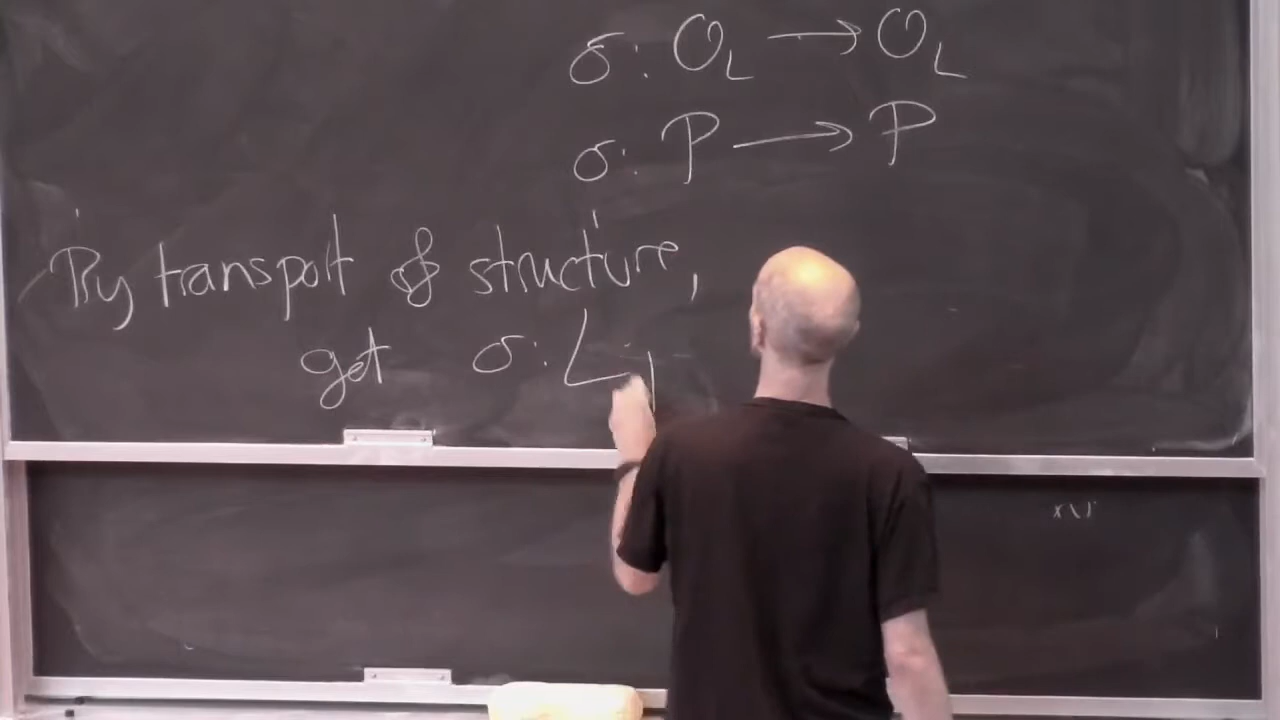 σ: O_L → O_L
σ: P → P
By transport of structure,
get σ: L